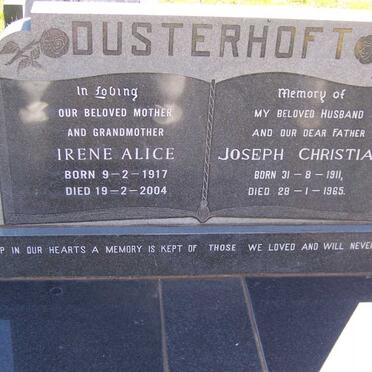 DUSTERHOFT
In Loving
OUR BELOVED MOTHER
AND GRANDMOTHER
IRENE ALICE
BORN 9-2-1917
DIED 19-2-2004
Memory of
MY BELOVED HUSBAND
AND OUR DEAR FATHER
JOSEPH CHRISTIA
BORN 31-8-1911,
DIED 28-1-1965.
P IN OUR HEARTS A MEMORY IS KEPT OF THOSE WE LOVED AND WILL NEVER